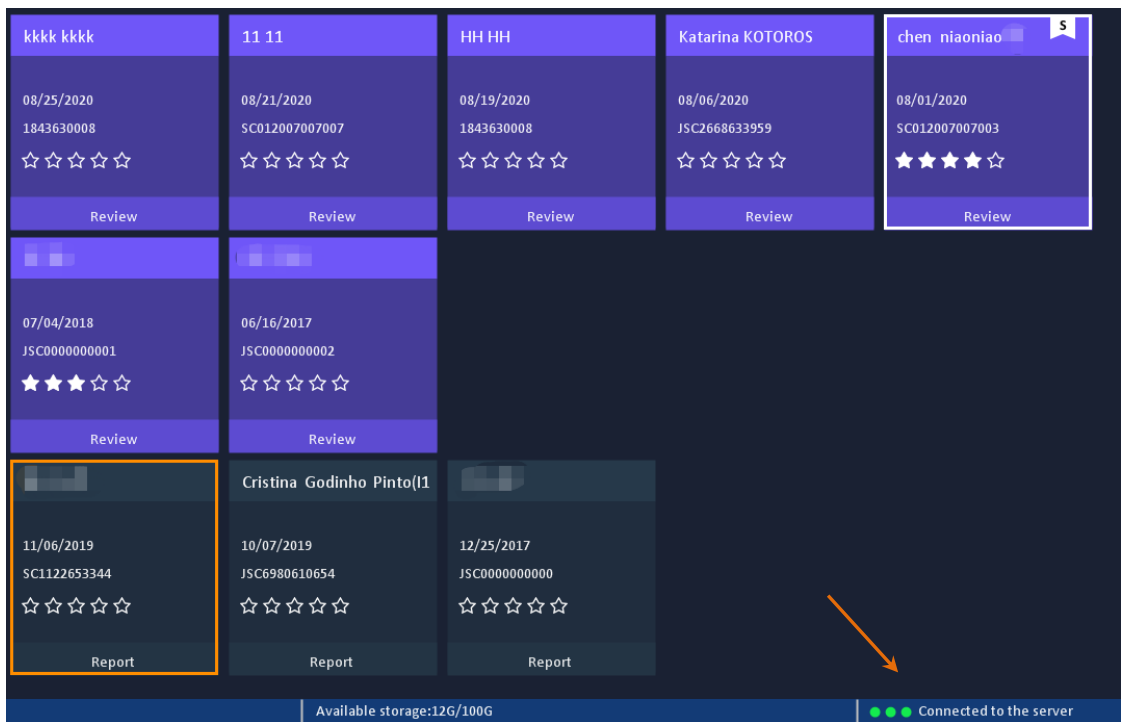 kkkk kkkk
08/25/2020
1843630008
Review
11 11
08/21/2020
SC012007007007
Review
HH HH
08/19/2020
1843630008
Review
Katarina KOTOROS
08/06/2020
JSC2668633959
Review
chen niaoniao
S
08/01/2020
SC012007007003
Review
07/04/2018
JSC0000000001
Review
06/16/2017
JSC0000000002
Review
11/06/2019
SC1122653344
Report
Cristina Godinho Pinto(I1
10/07/2019
JSC6980610654
Report
12/25/2017
JSC0000000000
Report
Available storage:12G/100G
Connected to the server